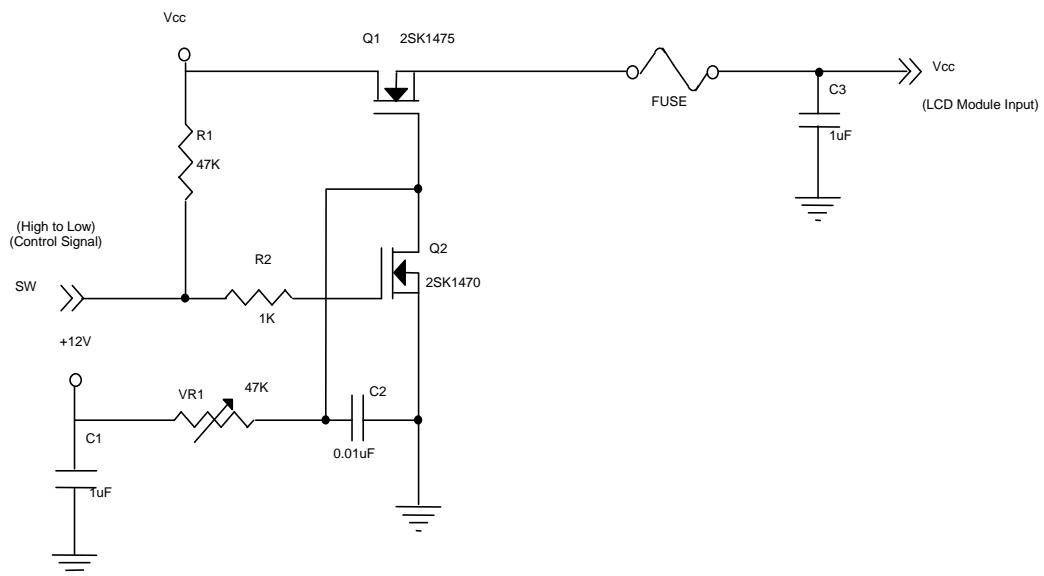 Vcc
Q1 2SK1475
Vcc
FUSE
C3
(LCD Module Input)
R1
47K
1uF
(High to Low)
(Control Signal)
Q2
R2
SW
2SK1470
1K
+12V
VR1
47K
C2
C1
0.01uF
1uF